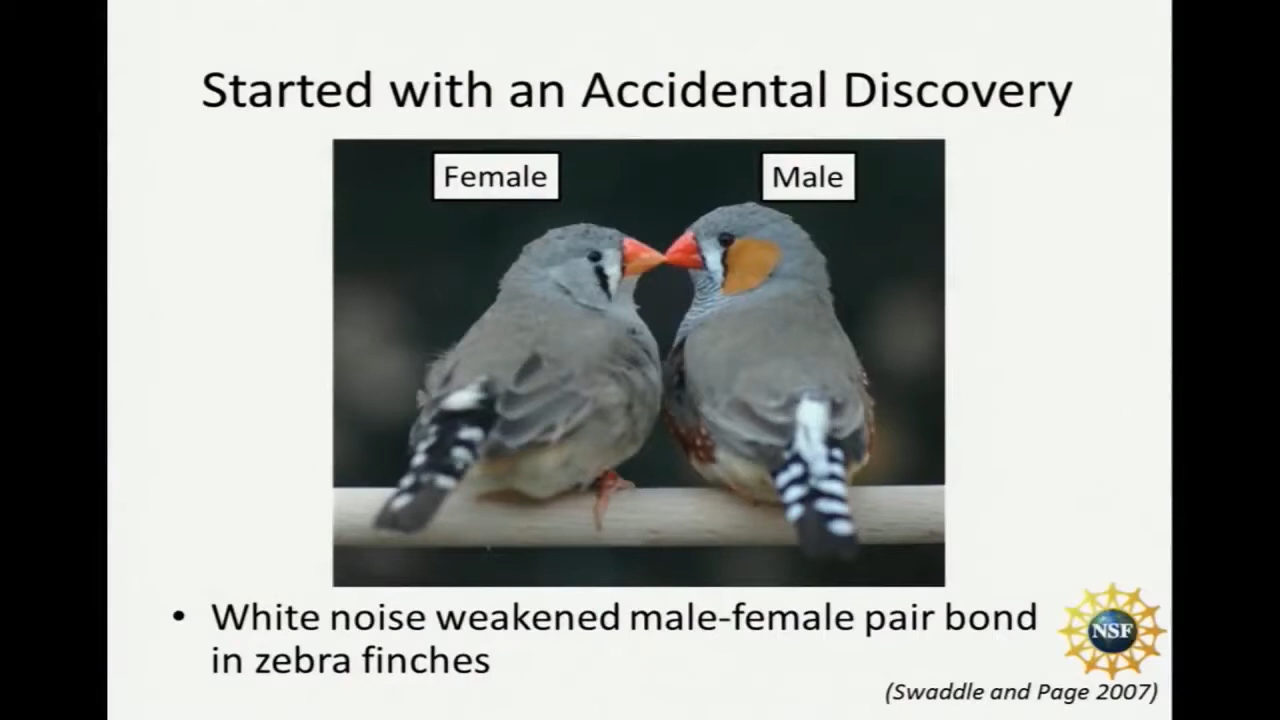 Started with an Accidental Discovery
Female
Male
• White noise weakened male-female pair bond
in zebra finches
NSF
(Swaddle and Page 2007)